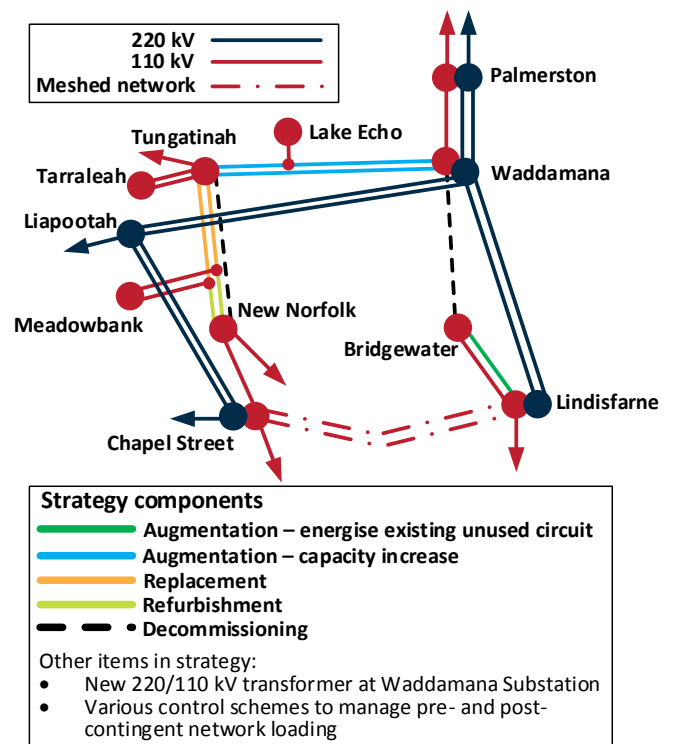 220 kV
110 kV
Meshed network
Palmerston
Lake Echo
Tungatinah
Tarraleah
Waddamana
Liapootah
Meadowbank
New Norfolk
Bridgewater
Lindisfarne
Chapel Street
Strategy components
Augmentation – energise existing unused circuit
Augmentation – capacity increase
Replacement
Refurbishment
Decommissioning
Other items in strategy:
• New 220/110 kV transformer at Waddamana Substation
• Various control schemes to manage pre- and post-
contingent network loading